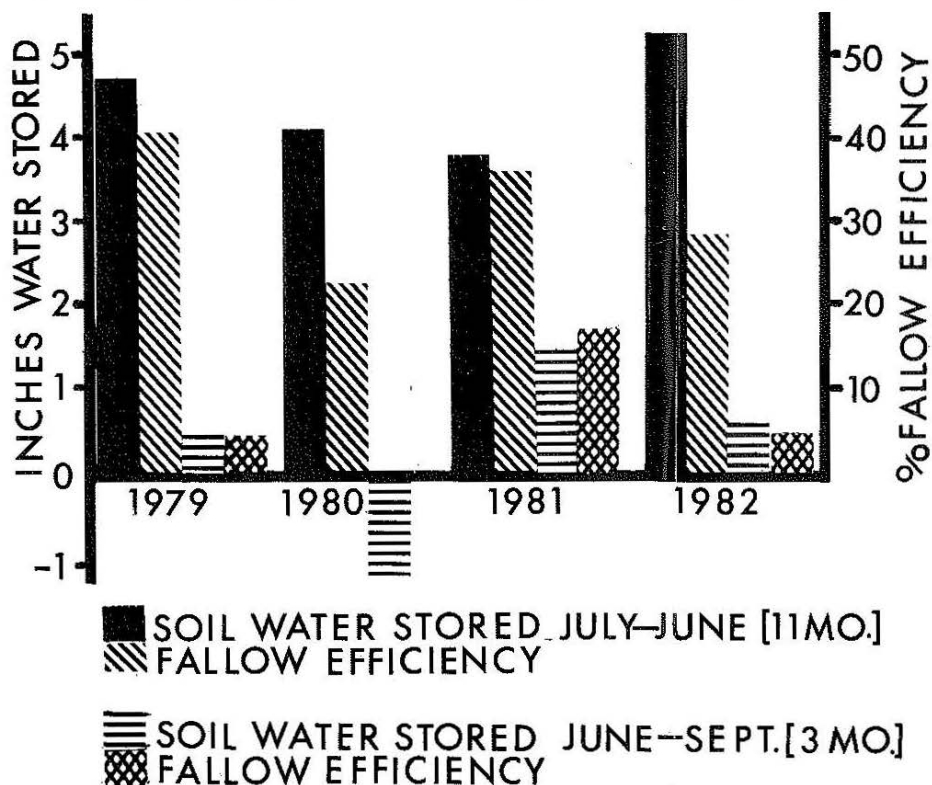 INCHES WATER STORED
5
4
3
2
1
0
-1
50
40
30
20
10
% FALLOW EFFICIENCY
1979
1980
1981
1982
SOIL WATER STORED JULY-JUNE [11MO.]
FALLOW EFFICIENCY
SOIL WATER STORED JUNE-SEPT. [3 MO.]
FALLOW EFFICIENCY